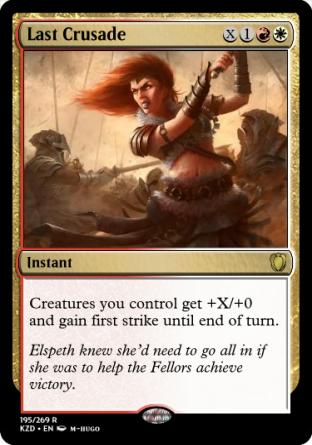 Last Crusade X 1
Instant
Creatures you control get +X/+0
and gain first strike until end of turn.
Elspeth knew she'd need to go all in if
she was to help the Fellors achieve
victory.
195/269 R
KZD • EN M-HUGO